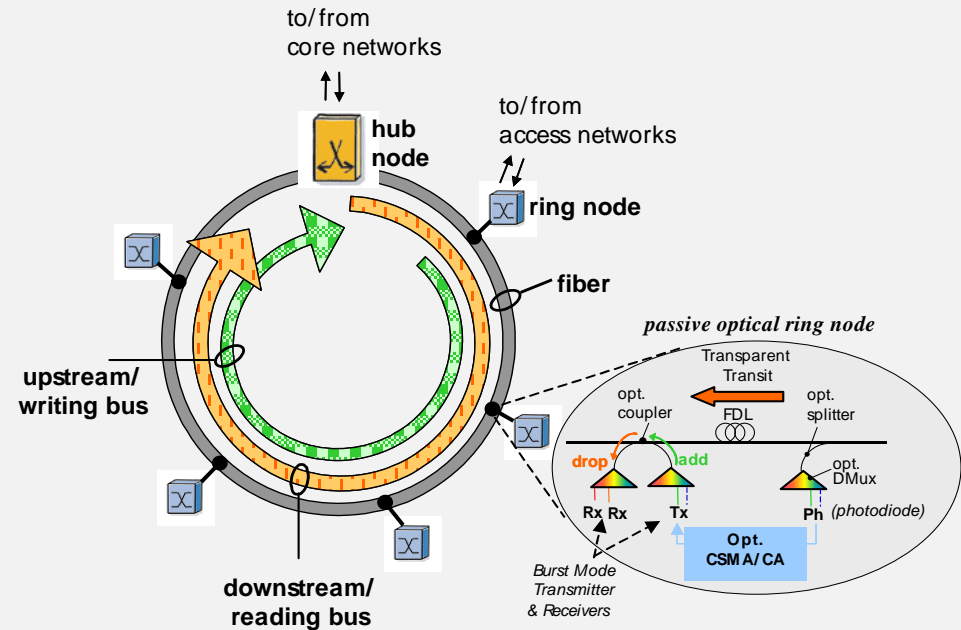 to/from
core networks
hub
node
to/from
access networks
ring node
fiber
upstream/
writing bus
downstream/
reading bus
passive optical ring node
Transparent
Transit
opt.
coupler
FDL
opt.
splitter
drop
add
opt.
DMux
Rx Rx
Tx
Ph (photodiode)
Opt.
CSMA/CA
Burst Mode
Transmitter
& Receivers